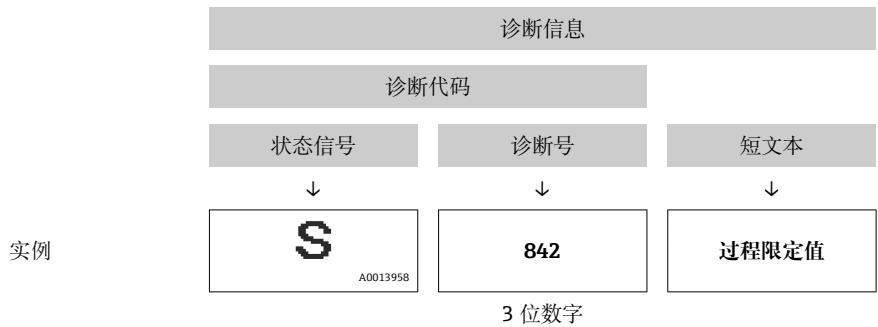 诊断信息
诊断代码
状态信号 诊断号 短文本
↓ ↓ ↓
实例 S 842 过程限定值
A0013958
3 位数字